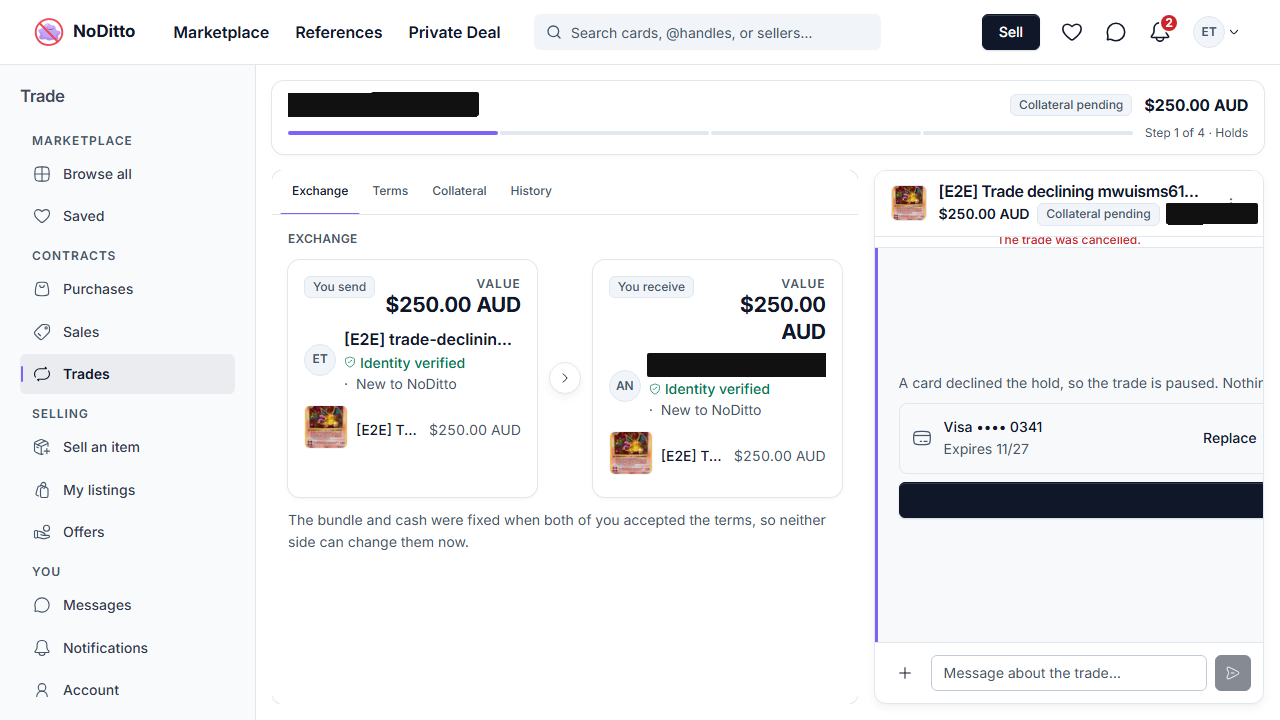 NoDitto
Marketplace
References
Private Deal
Search cards, @handles, or sellers...
Sell
2
ET
Trade
MARKETPLACE
Browse all
Saved
CONTRACTS
Purchases
Sales
Trades
SELLING
Sell an item
My listings
Offers
YOU
Messages
Notifications
Account
Collateral pending
$250.00 AUD
Step 1 of 4 · Holds
Exchange
Terms
Collateral
History
EXCHANGE
You send
VALUE
$250.00 AUD
ET
[E2E] trade-declinin...
Identity verified
· New to NoDitto
[E2E] T...
$250.00 AUD
You receive
VALUE
$250.00
AUD
AN
Identity verified
· New to NoDitto
[E2E] T...
$250.00 AUD
The bundle and cash were fixed when both of you accepted the terms, so neither
side can change them now.
[E2E] Trade declining mwuisms61...
$250.00 AUD
Collateral pending
The trade was cancelled.
A card declined the hold, so the trade is paused.
Visa •••• 0341
Expires 11/27
Replace
Message about the trade...